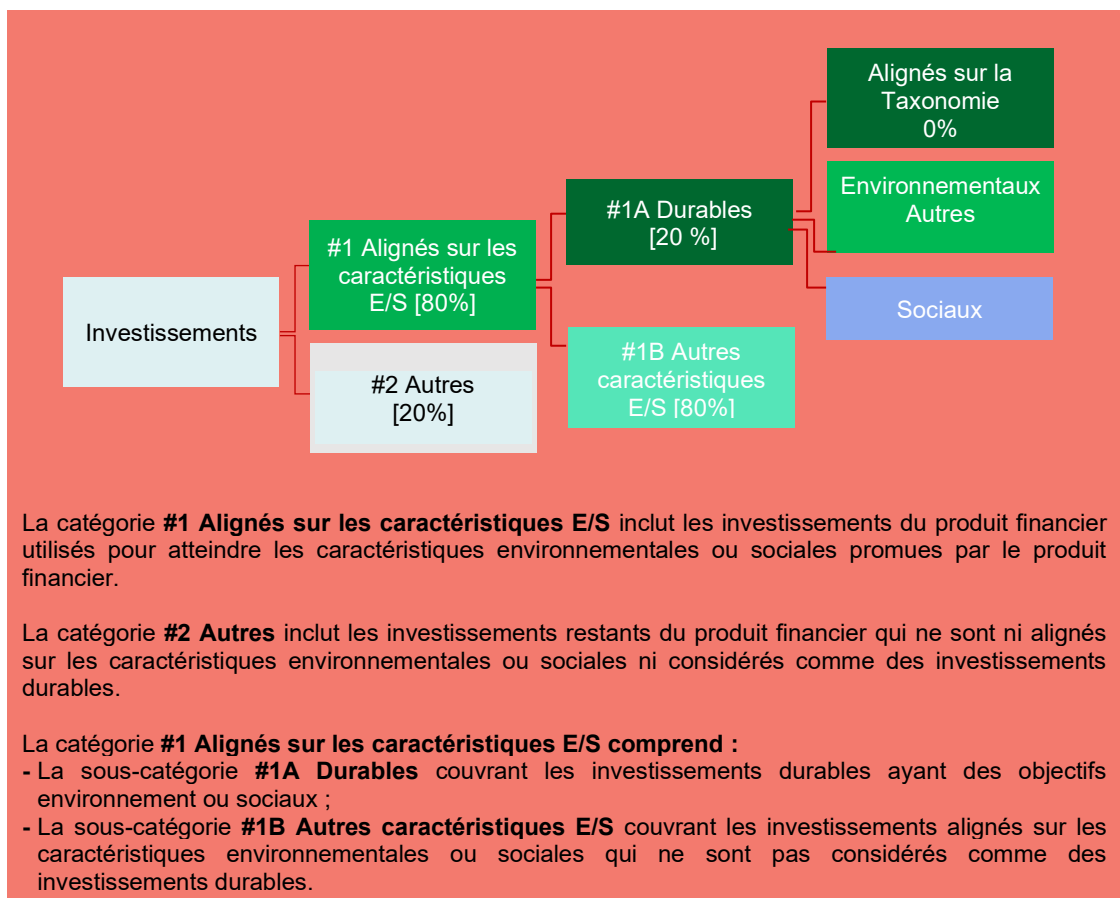 Alignés sur la
Taxonomie
0%
Environnementaux
Autres
#1A Durables
[20 %]
#1 Alignés sur les
caractéristiques
E/S [80%]
Sociaux
Investissements
#1B Autres
caractéristiques
E/S [80%]
#2 Autres
[20%]
La catégorie #1 Alignés sur les caractéristiques E/S inclut les investissements du produit financier
utilisés pour atteindre les caractéristiques environnementales ou sociales promues par le produit
financier.
La catégorie #2 Autres inclut les investissements restants du produit financier qui ne sont ni alignés
sur les caractéristiques environnementales ou sociales ni considérés comme des investissements
durables.
La catégorie #1 Alignés sur les caractéristiques E/S comprend :
- La sous-catégorie #1A Durables couvrant les investissements durables ayant des objectifs
environnement ou sociaux ;
- La sous-catégorie #1B Autres caractéristiques E/S couvrant les investissements alignés sur les
caractéristiques environnementales ou sociales qui ne sont pas considérés comme des
investissements durables.